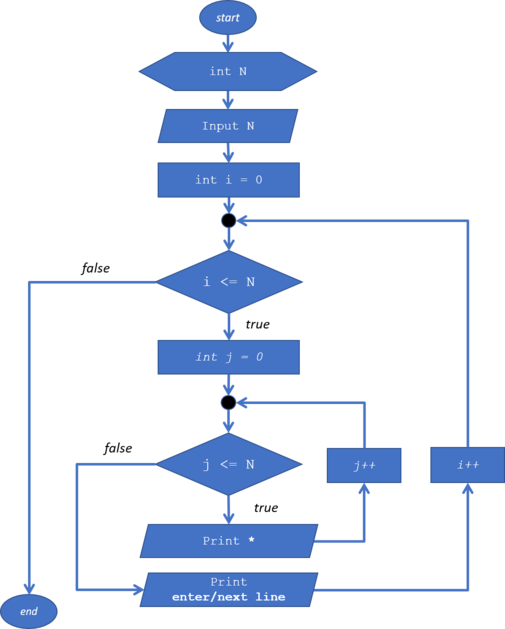 start
int N
Input N
int i = 0
false
i <= N
true
int j = 0
false
j <= N
j++
i++
true
Print *
Print
enter/next line
end